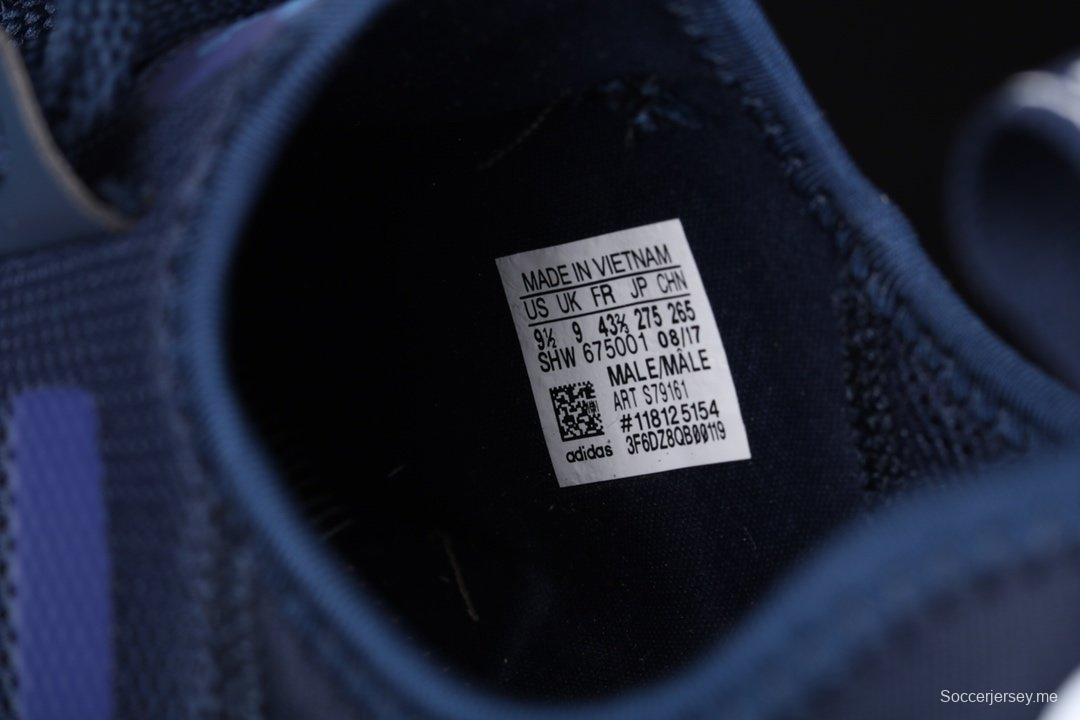 MADE IN VIETNAM
US UK FR JP CHN
9½ 9 43⅓ 275 265
SHW 675001 08/17
MALE/MÂLE
ART S79161
#118125154
3F6DZ8QB00119
adidas
Soccerjersey.me